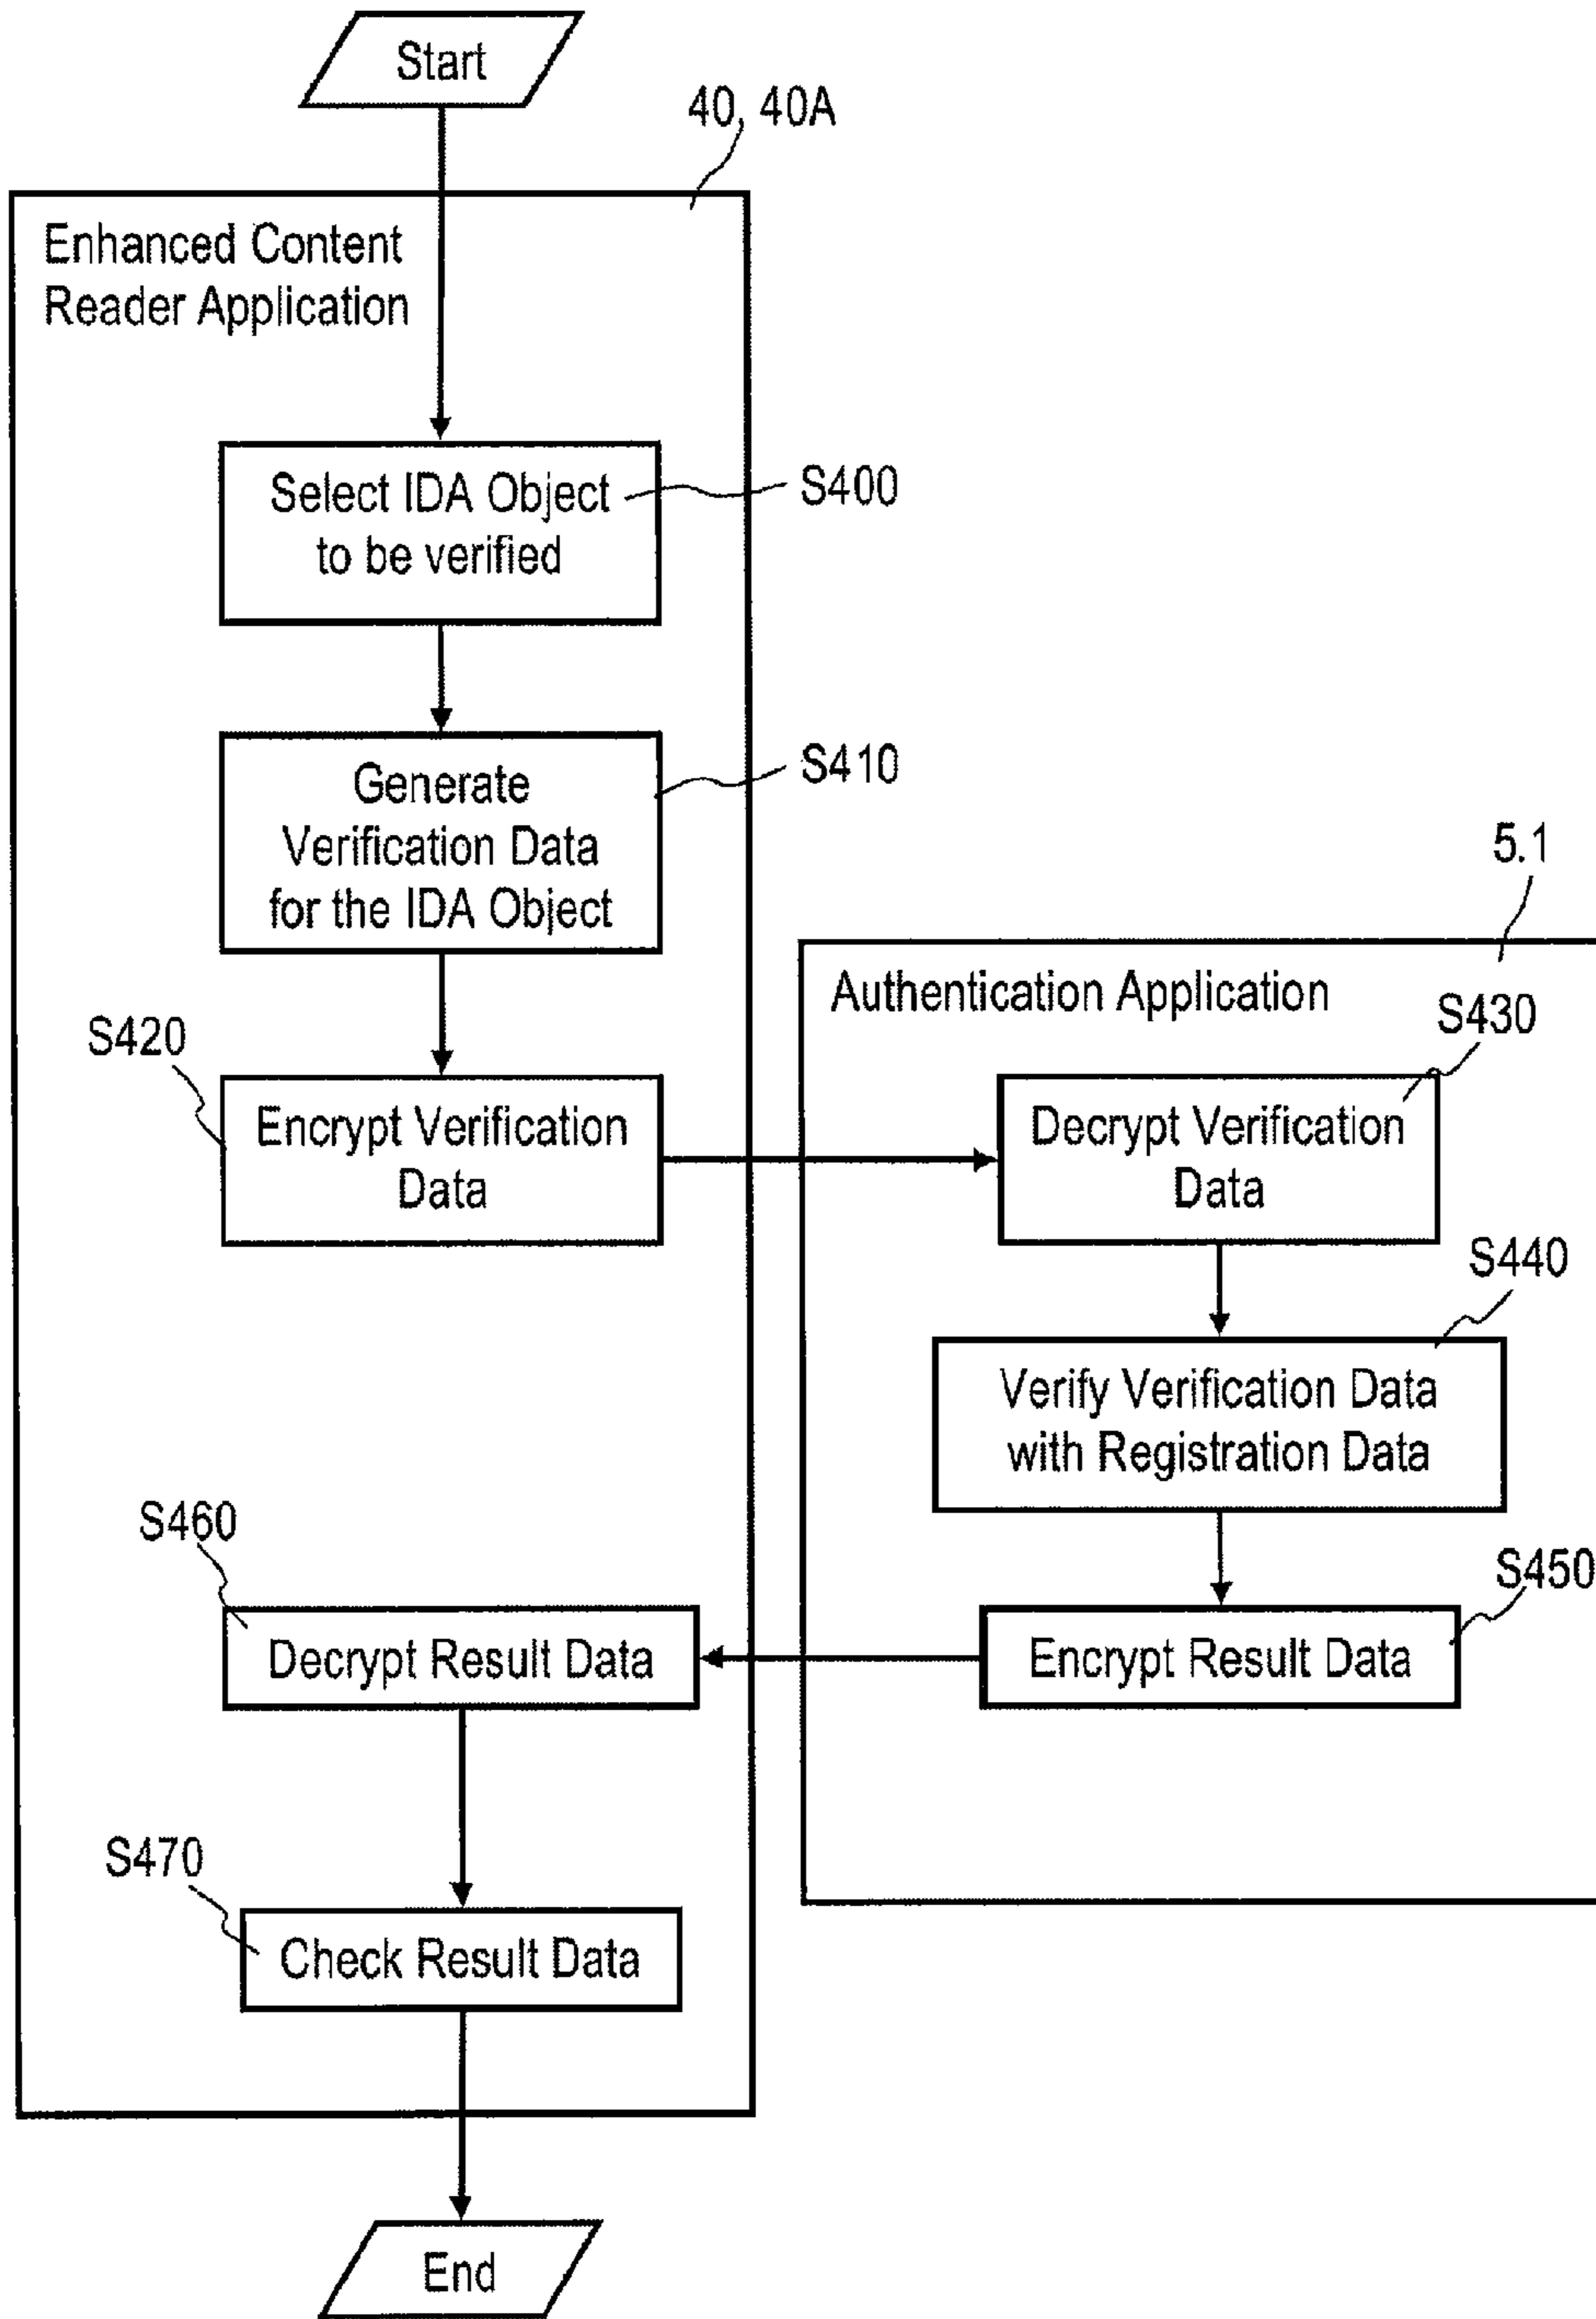 Start
40, 40A
Enhanced Content
Reader Application
Select IDA Object
to be verified
S400
Generate
Verification Data
for the IDA Object
S410
5.1
Authentication Application
S420
Encrypt Verification
Data
S430
Decrypt Verification
Data
S440
Verify Verification Data
with Registration Data
S450
Encrypt Result Data
S460
Decrypt Result Data
S470
Check Result Data
End